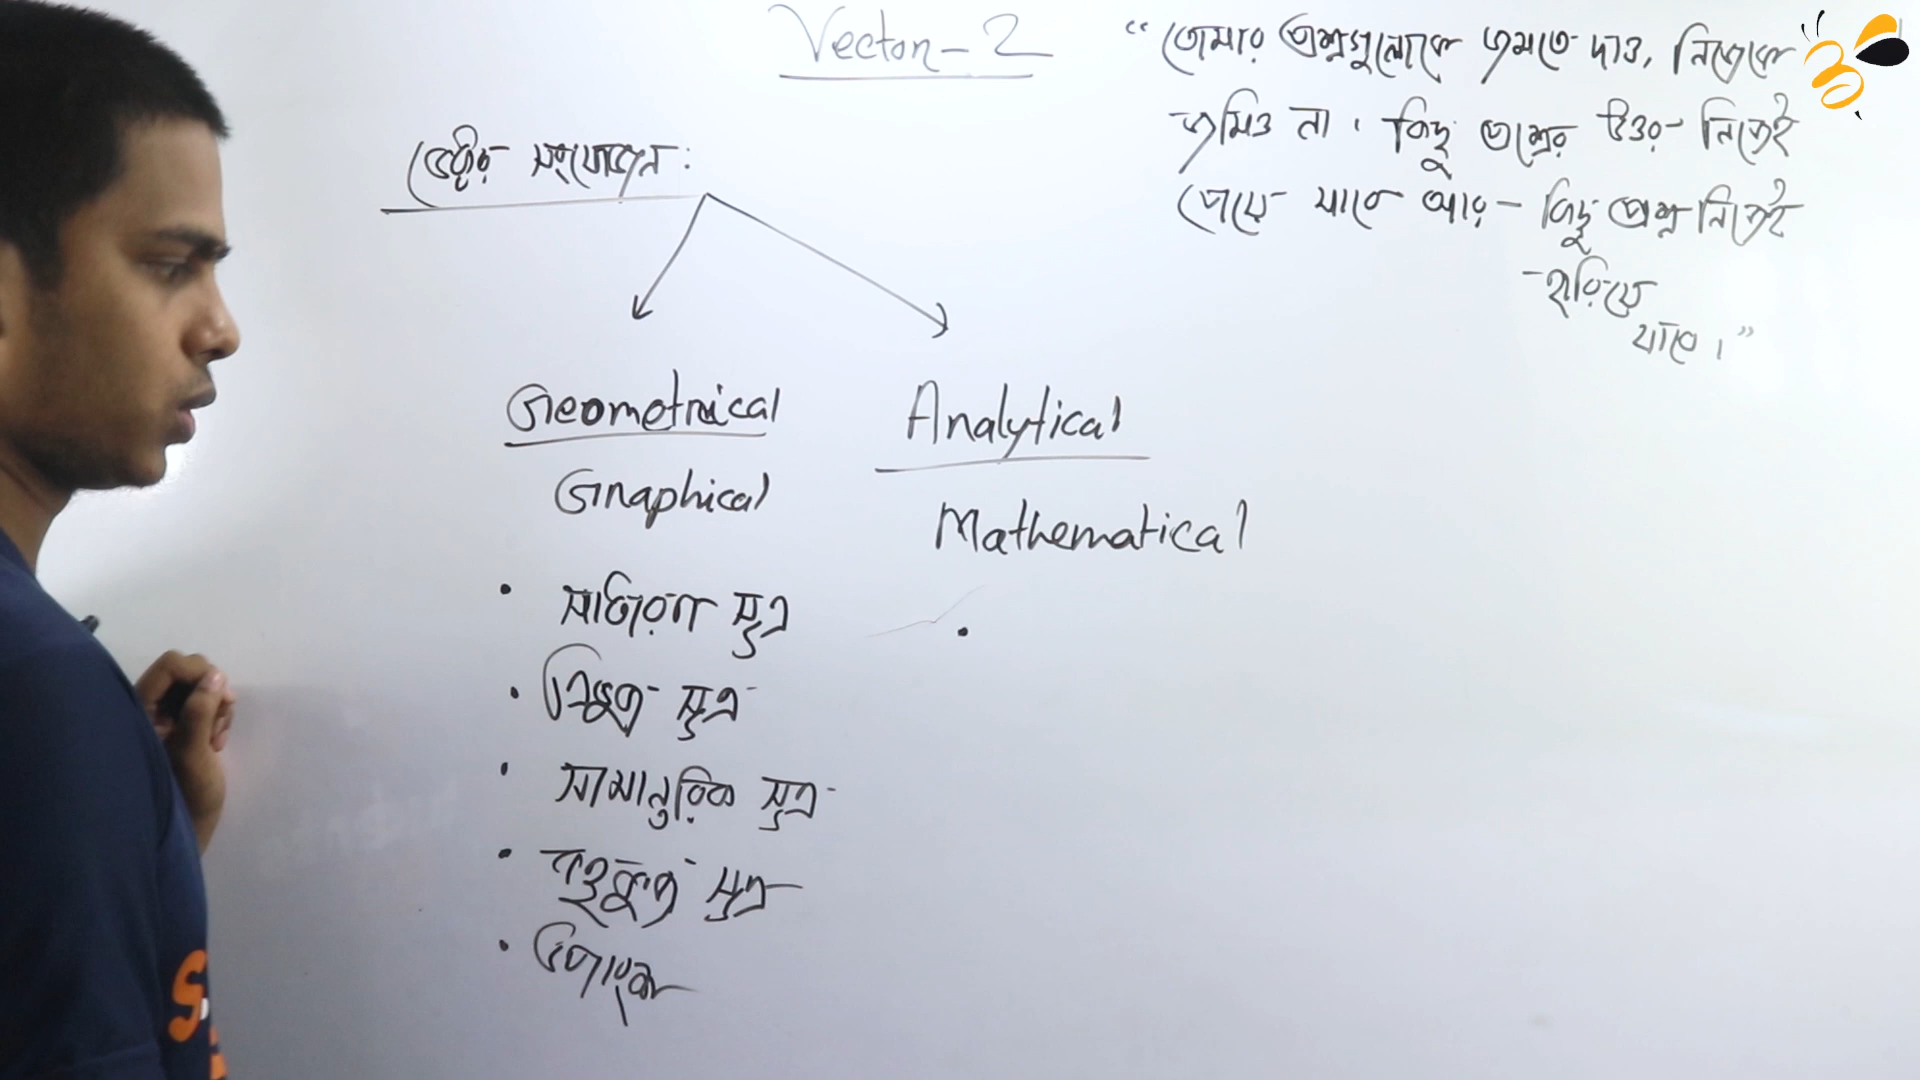 Vector-2
“তোমার প্রশ্নগুলোকে জমতে দাও, নিজেকে
জমিও না। কিছু প্রশ্নের উত্তর নিজেই
পেয়ে যাবে আর কিছু প্রশ্ন নিজেই
হারিয়ে
যাবে।”
ভেক্টর সংযোজন:
Geometrical
Graphical
• সাধারণ সূত্র
• ত্রিভুজ সূত্র
• সামান্তরিক সূত্র
• বহুভুজ সূত্র
• উপাংশ
Analytical
Mathematical
•